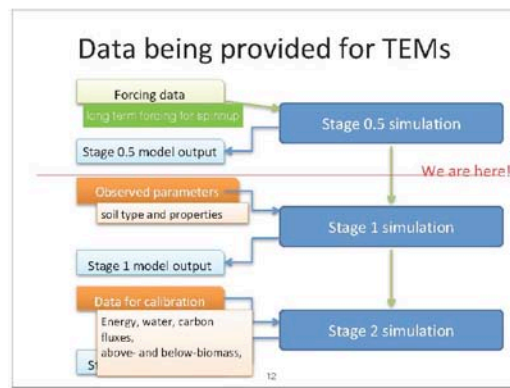 Data being provided for TEMs
Forcing data
long term forcing for spinnup
Stage 0.5 simulation
Stage 0.5 model output
We are here!
Observed parameters
soil type and properties
Stage 1 simulation
Stage 1 model output
Data for calibration
Energy, water, carbon
fluxes,
above- and below-biomass,
Stage 2 simulation
12